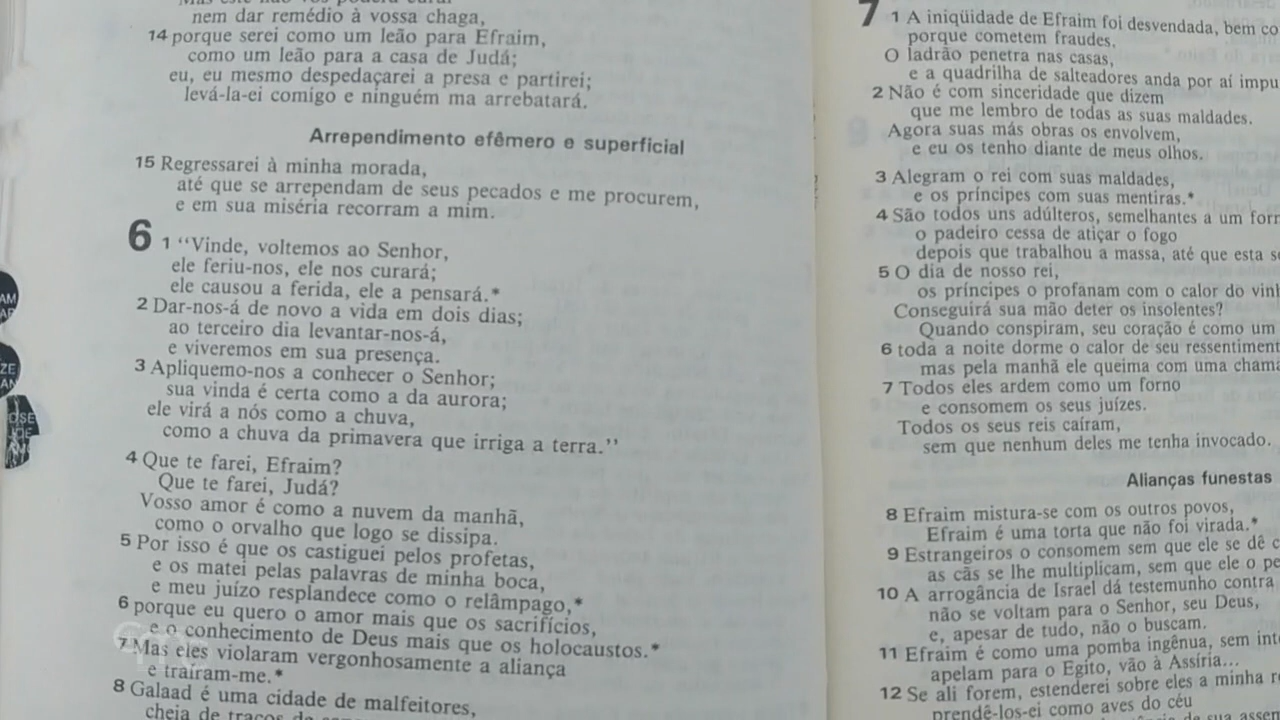 nem dar remédio à vossa chaga,
14 porque serei como um leão para Efraim,
como um leão para a casa de Judá;
eu, eu mesmo despedaçarei a presa e partirei;
levá-la-ei comigo e ninguém ma arrebatará.
Arrependimento efêmero e superficial
15 Regressarei à minha morada,
até que se arrependam de seus pecados e me procurem,
e em sua miséria recorram a mim.
6 1 "Vinde, voltemos ao Senhor,
ele feriu-nos, ele nos curará;
ele causou a ferida, ele a pensará.*
2 Dar-nos-á de novo a vida em dois dias;
ao terceiro dia levantar-nos-á,
e viveremos em sua presença.
3 Apliquemo-nos a conhecer o Senhor;
sua vinda é certa como a da aurora;
ele virá a nós como a chuva,
como a chuva da primavera que irriga a terra."
4 Que te farei, Efraim?
Que te farei, Judá?
Vosso amor é como a nuvem da manhã,
como o orvalho que logo se dissipa.
5 Por isso é que os castiguei pelos profetas,
e os matei pelas palavras de minha boca,
e meu juízo resplandece como o relâmpago,*
6 porque eu quero o amor mais que os sacrifícios,
e o conhecimento de Deus mais que os holocaustos.*
7 Mas eles violaram vergonhosamente a aliança
e traíram-me.*
8 Galaad é uma cidade de malfeitores,
cheia de traços de
7 1 A iniqüidade de Efraim foi desvendada, bem co
porque cometem fraudes.
O ladrão penetra nas casas,
e a quadrilha de salteadores anda por aí impu
2 Não é com sinceridade que dizem
que me lembro de todas as suas maldades.
Agora suas más obras os envolvem,
e eu os tenho diante de meus olhos.
3 Alegram o rei com suas maldades,
e os príncipes com suas mentiras.*
4 São todos uns adúlteros, semelhantes a um forn
o padeiro cessa de atiçar o fogo
depois que trabalhou a massa, até que esta se
5 O dia de nosso rei,
os príncipes o profanam com o calor do vinh
Conseguirá sua mão deter os insolentes?
Quando conspiram, seu coração é como um
6 toda a noite dorme o calor de seu ressentiment
mas pela manhã ele queima com uma chama
7 Todos eles ardem como um forno
e consomem os seus juízes.
Todos os seus reis caíram,
sem que nenhum deles me tenha invocado.
Alianças funestas
8 Efraim mistura-se com os outros povos,
Efraim é uma torta que não foi virada.*
9 Estrangeiros o consomem sem que ele se dê c
as cãs se lhe multiplicam, sem que ele o pe
10 A arrogância de Israel dá testemunho contra
não se voltam para o Senhor, seu Deus,
e, apesar de tudo, não o buscam.
11 Efraim é como uma pomba ingênua, sem inte
apelam para o Egito, vão à Assíria...
12 Se ali forem, estenderei sobre eles a minha re
prendê-los-ei como aves do céu